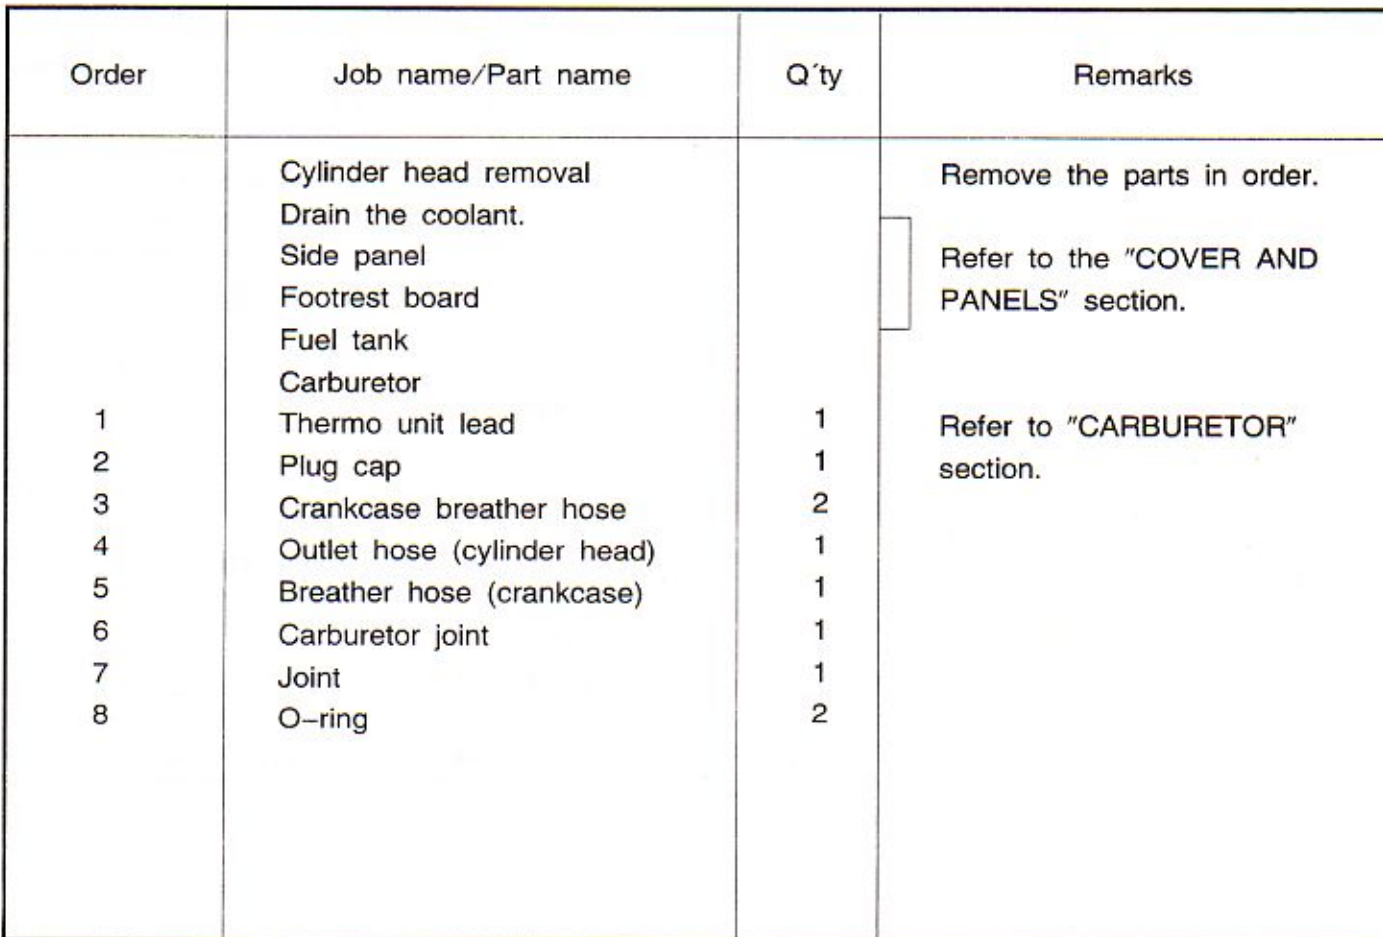 Order Job name/Part name Q´ty Remarks
Cylinder head removal Remove the parts in order.
Drain the coolant.
Side panel Refer to the "COVER AND
Footrest board PANELS" section.
Fuel tank
Carburetor
1 Thermo unit lead 1 Refer to "CARBURETOR"
2 Plug cap 1 section.
3 Crankcase breather hose 2
4 Outlet hose (cylinder head) 1
5 Breather hose (crankcase) 1
6 Carburetor joint 1
7 Joint 1
8 O–ring 2